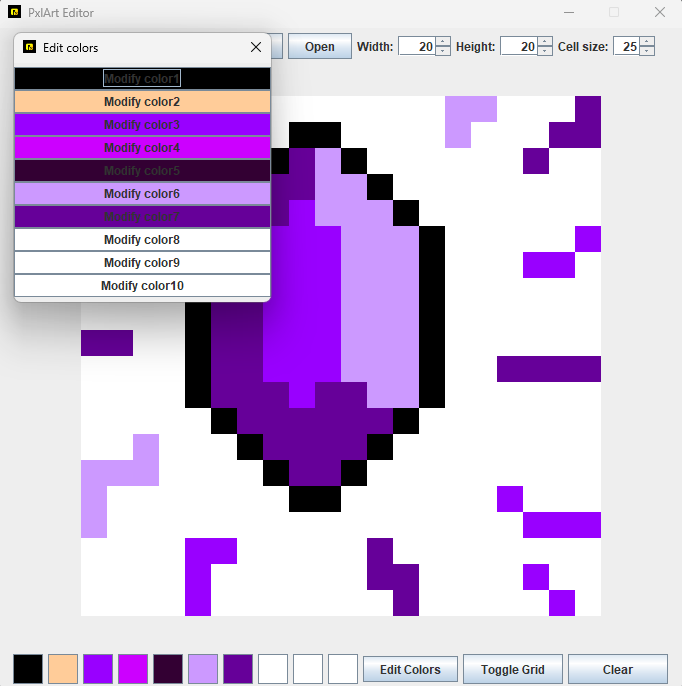 PxlArt Editor
Edit colors
Open
Width: 20 Height: 20 Cell size: 25
Modify color1
Modify color2
Modify color3
Modify color4
Modify color5
Modify color6
Modify color7
Modify color8
Modify color9
Modify color10
Edit Colors
Toggle Grid
Clear